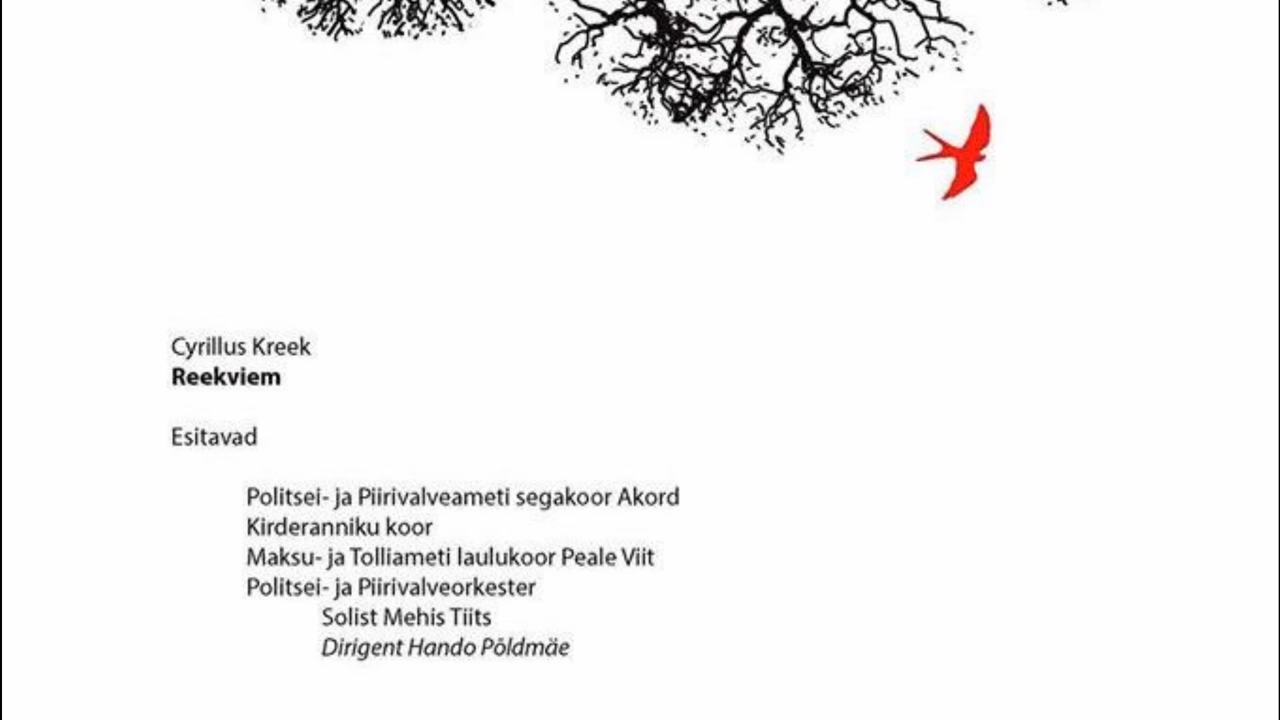 Cyrillus Kreek
Reekviem
Esitavad
Politsei- ja Piirivalveameti segakoor Akord
Kirderanniku koor
Maksu- ja Tolliameti laulukoor Peale Viit
Politsei- ja Piirivalveorkester
Solist Mehis Tiits
Dirigent Hando Põldmäe